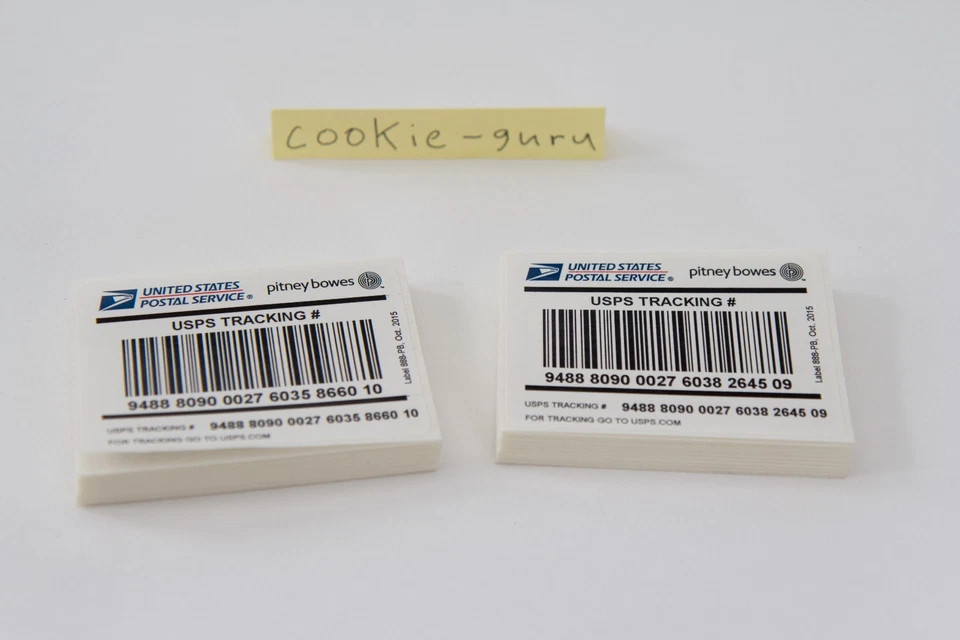 cookie-guru
UNITED STATES
POSTAL SERVICE®
pitney bowes
USPS TRACKING #
9488 8090 0027 6035 8660 10
USPS TRACKING # 9488 8090 0027 6035 8660 10
FOR TRACKING GO TO USPS.COM
Label 888-PB, Oct. 2015
UNITED STATES
POSTAL SERVICE®
pitney bowes
USPS TRACKING #
9488 8090 0027 6038 2645 09
USPS TRACKING # 9488 8090 0027 6038 2645 09
FOR TRACKING GO TO USPS.COM
Label 888-PB, Oct. 2015